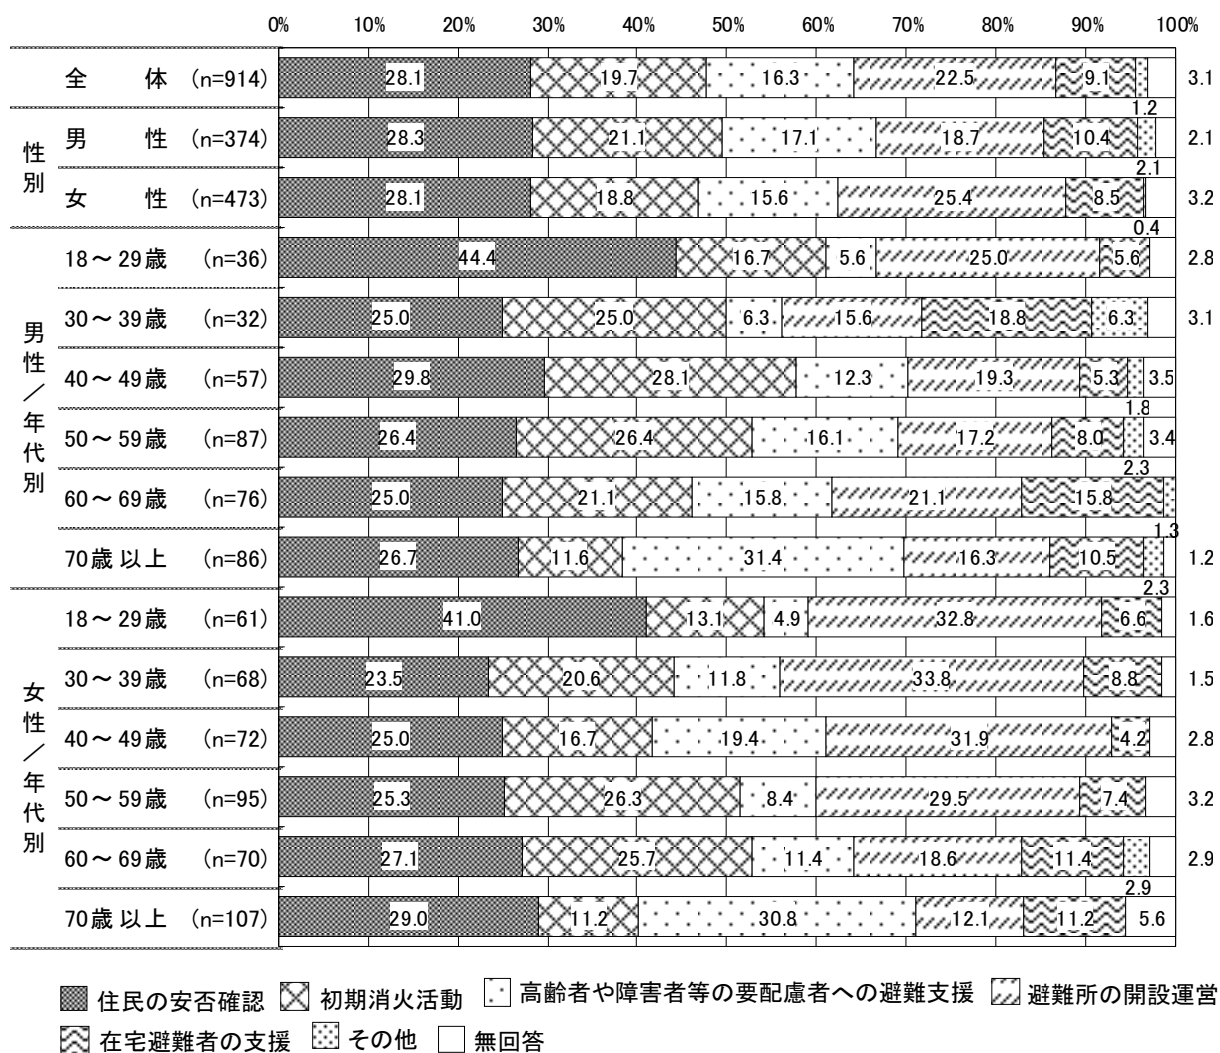 0% 10% 20% 30% 40% 50% 60% 70% 80% 90% 100%
全体 (n=914) 28.1 19.7 16.3 22.5 9.1 3.1
1.2
性別
男性 (n=374) 28.3 21.1 17.1 18.7 10.4 2.1
2.1
女性 (n=473) 28.1 18.8 15.6 25.4 8.5 3.2
0.4
男性/年代別
18~29歳 (n=36) 44.4 16.7 5.6 25.0 5.6 2.8
30~39歳 (n=32) 25.0 25.0 6.3 15.6 18.8 6.3 3.1
40~49歳 (n=57) 29.8 28.1 12.3 19.3 5.3 3.5
1.8
50~59歳 (n=87) 26.4 26.4 16.1 17.2 8.0 3.4
2.3
60~69歳 (n=76) 25.0 21.1 15.8 21.1 15.8
1.3
70歳以上 (n=86) 26.7 11.6 31.4 16.3 10.5 1.2
2.3
女性/年代別
18~29歳 (n=61) 41.0 13.1 4.9 32.8 6.6 1.6
30~39歳 (n=68) 23.5 20.6 11.8 33.8 8.8 1.5
40~49歳 (n=72) 25.0 16.7 19.4 31.9 4.2 2.8
50~59歳 (n=95) 25.3 26.3 8.4 29.5 7.4 3.2
60~69歳 (n=70) 27.1 25.7 11.4 18.6 11.4 2.9
2.9
70歳以上 (n=107) 29.0 11.2 30.8 12.1 11.2 5.6
住民の安否確認 初期消火活動 高齢者や障害者等の要配慮者への避難支援 避難所の開設運営
在宅避難者の支援 その他 無回答